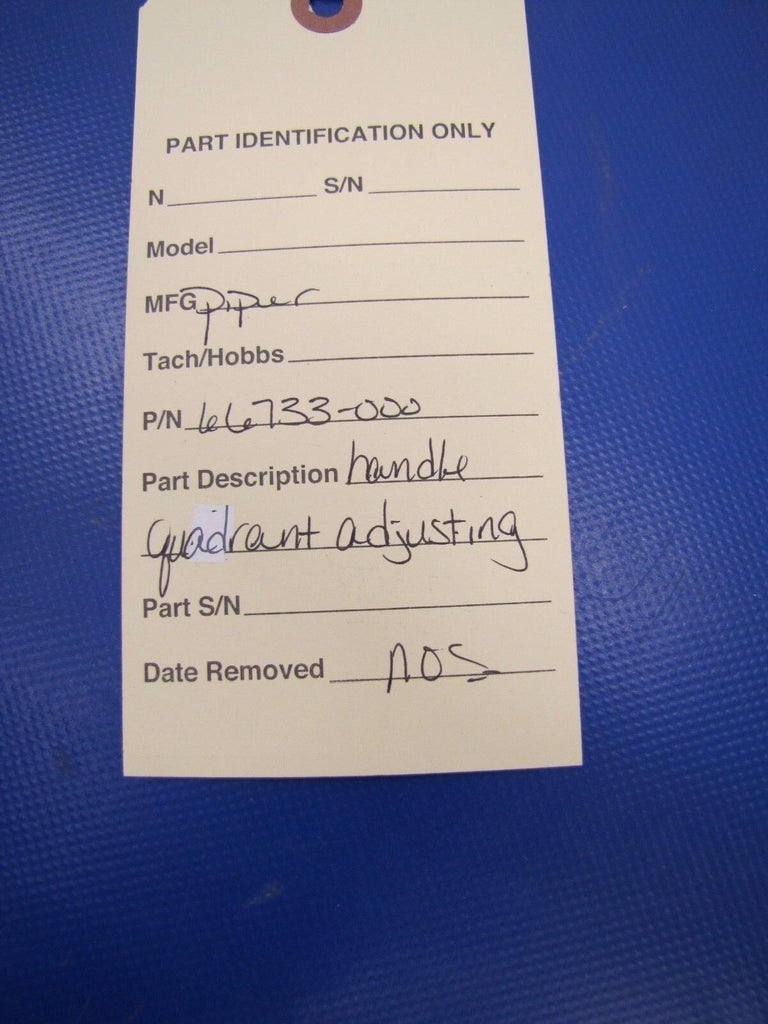 PART IDENTIFICATION ONLY
N S/N
Model
MFG Piper
Tach/Hobbs
P/N 66733-000
Part Description handle
quadrant adjusting
Part S/N
Date Removed NOS